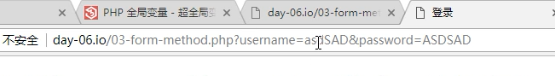 PHP 全局变量 - 超全局变
day-06.io/03-form-met
登录
不安全 day-06.io/03-form-method.php?username=asdSAD&password=ASDSAD